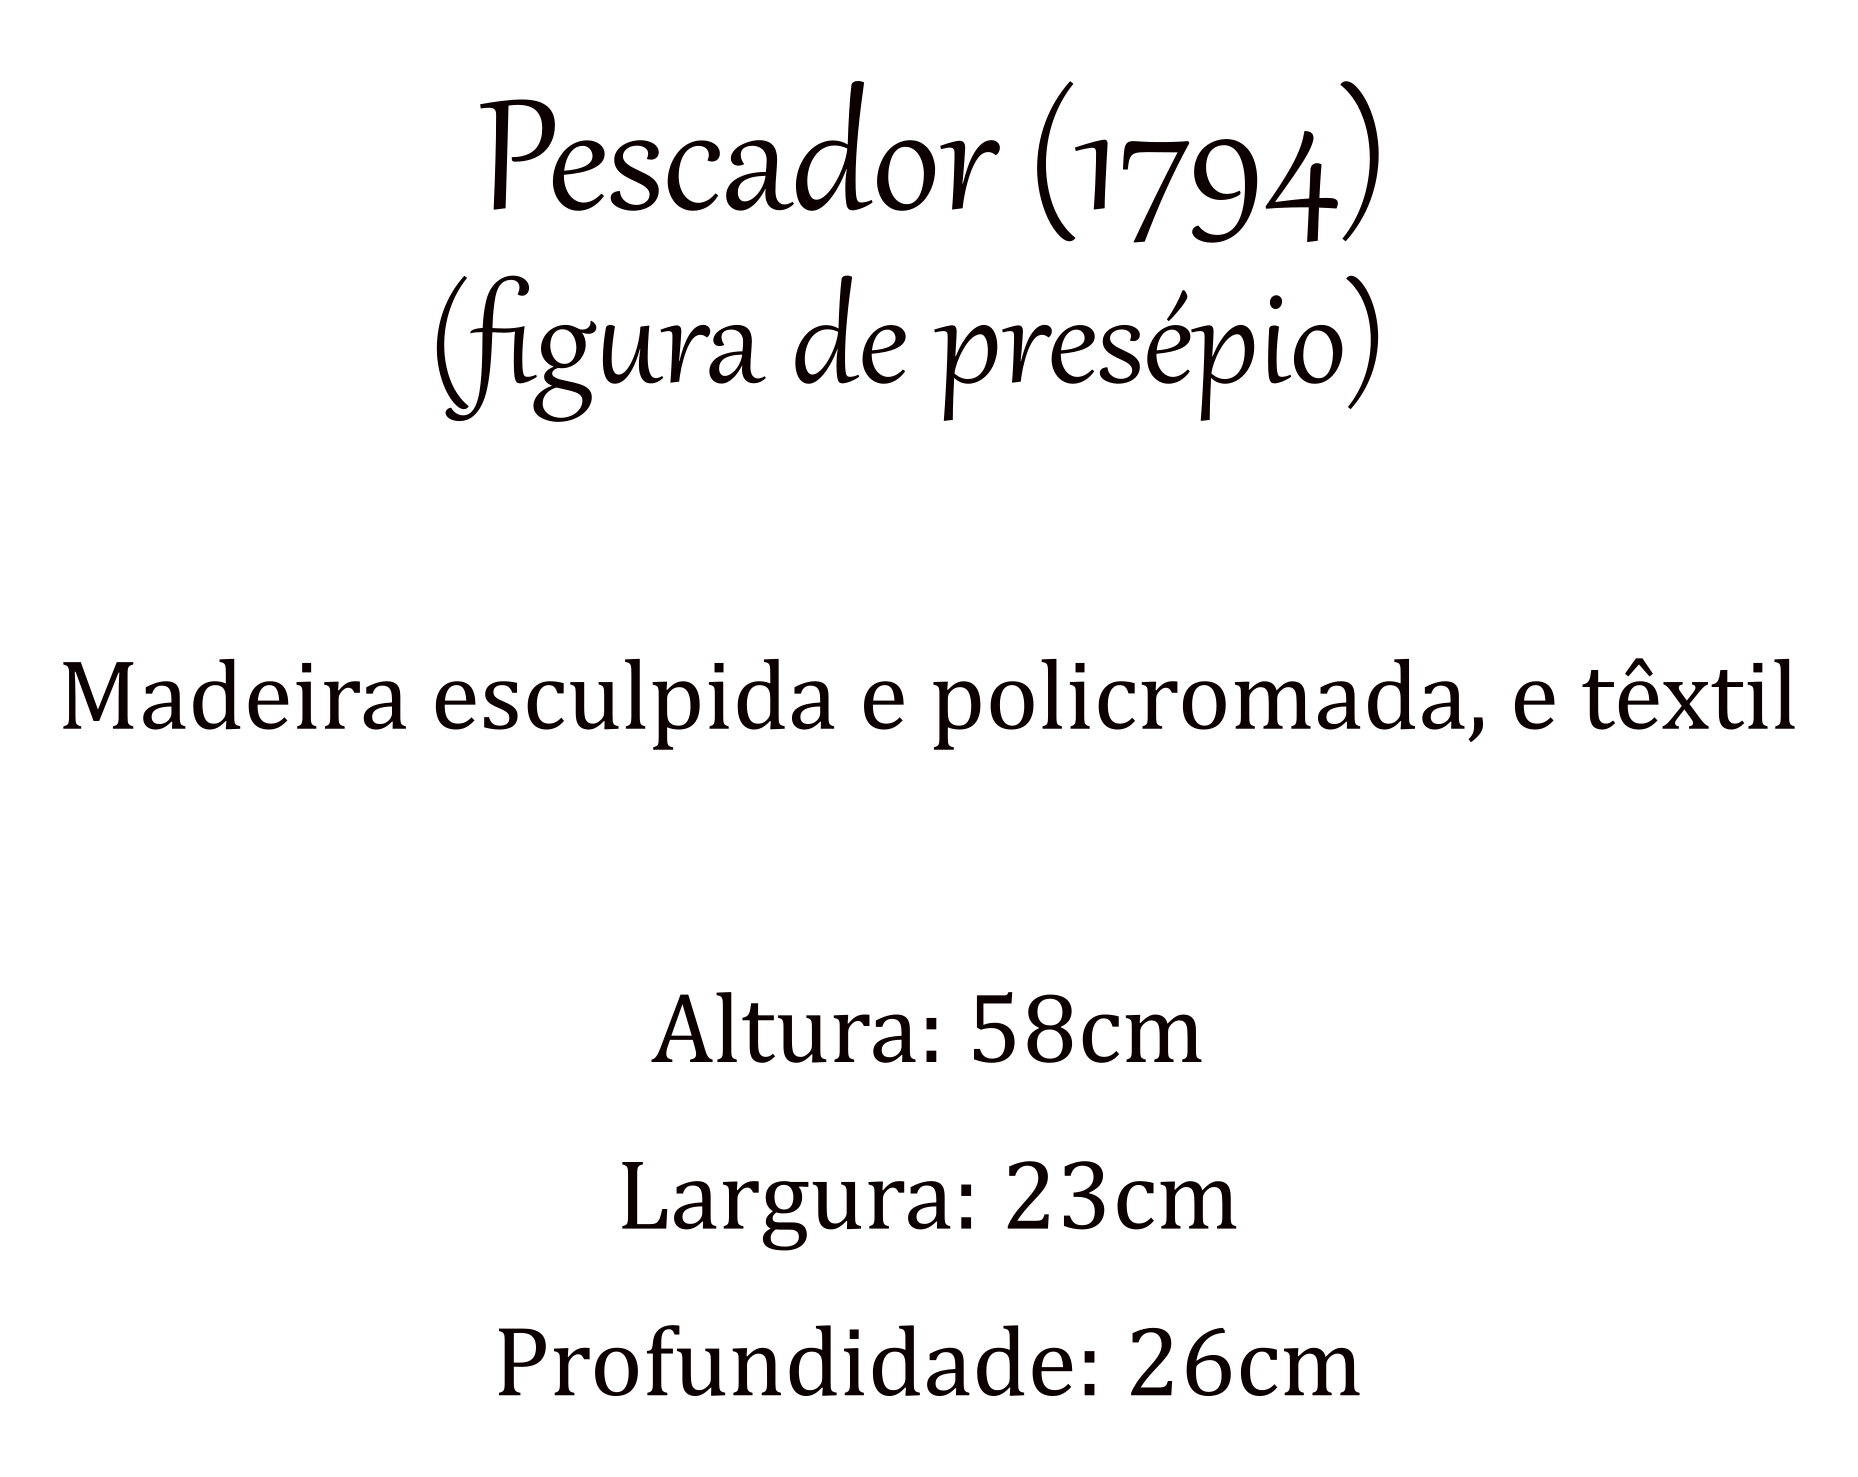 Pescador (1794)
(figura de presépio)
Madeira esculpida e policromada, e têxtil
Altura: 58cm
Largura: 23cm
Profundidade: 26cm